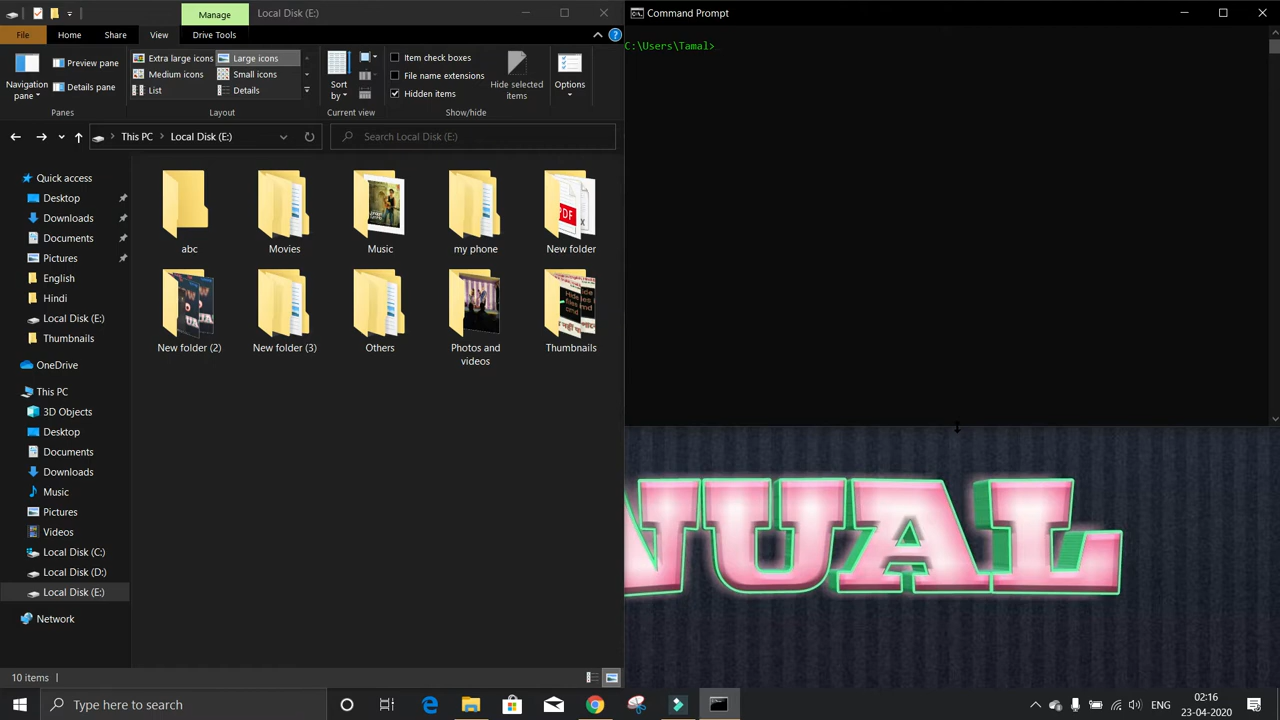 Manage
Local Disk (E:)
File
Home
Share
View
Drive Tools
Navigation
pane
Preview pane
Details pane
Extra large icons
Large icons
Medium icons
Small icons
List
Details
Sort
by
Item check boxes
File name extensions
Hidden items
Hide selected
items
Options
Panes
Layout
Current view
Show/hide
This PC
Local Disk (E:)
Search Local Disk (E:)
Quick access
Desktop
Downloads
Documents
Pictures
English
Hindi
Local Disk (E:)
Thumbnails
OneDrive
This PC
3D Objects
Desktop
Documents
Downloads
Music
Pictures
Videos
Local Disk (C:)
Local Disk (D:)
Local Disk (E:)
Network
abc
Movies
Music
my phone
PDF
New folder
New folder (2)
New folder (3)
Others
Photos and
videos
Thumbnails
10 items
Command Prompt
C:\Users\Tamal>
NUAL
Type here to search
ENG
02:16
23-04-2020